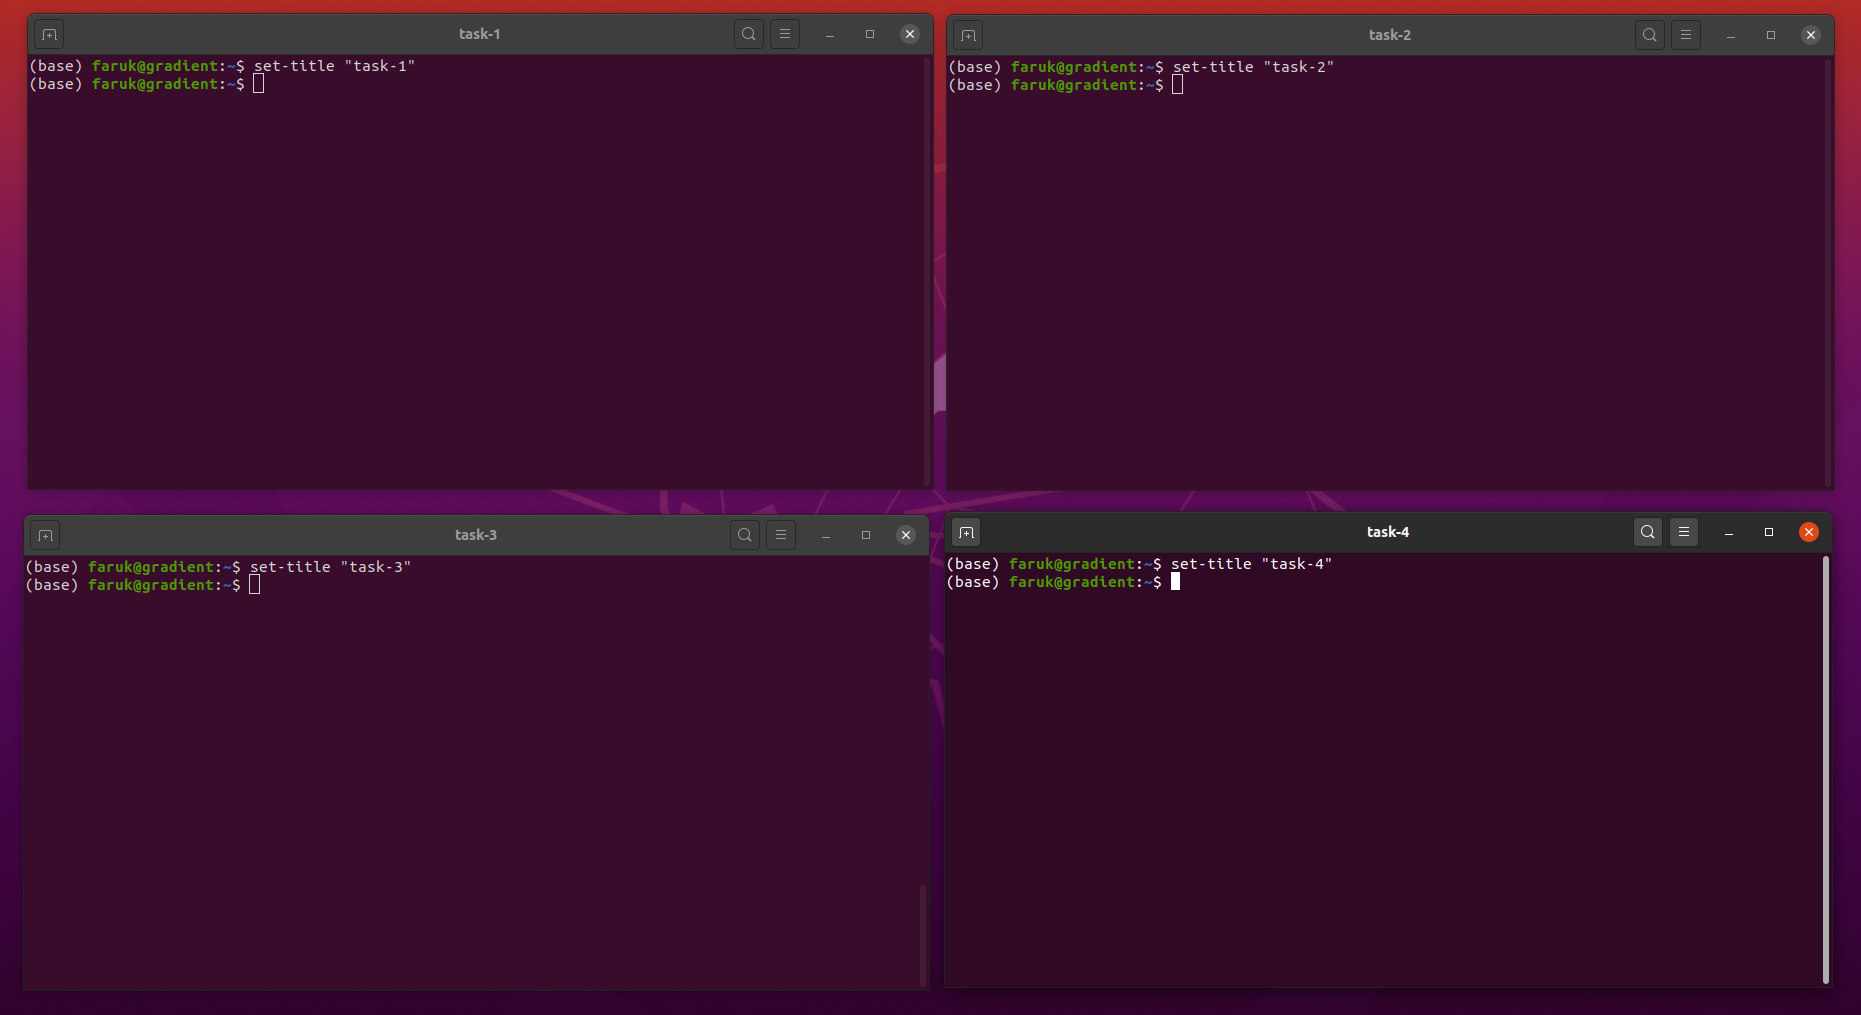 task-1
(base) faruk@gradient:~$ set-title "task-1"
(base) faruk@gradient:~$
task-2
(base) faruk@gradient:~$ set-title "task-2"
(base) faruk@gradient:~$
task-3
(base) faruk@gradient:~$ set-title "task-3"
(base) faruk@gradient:~$
task-4
(base) faruk@gradient:~$ set-title "task-4"
(base) faruk@gradient:~$